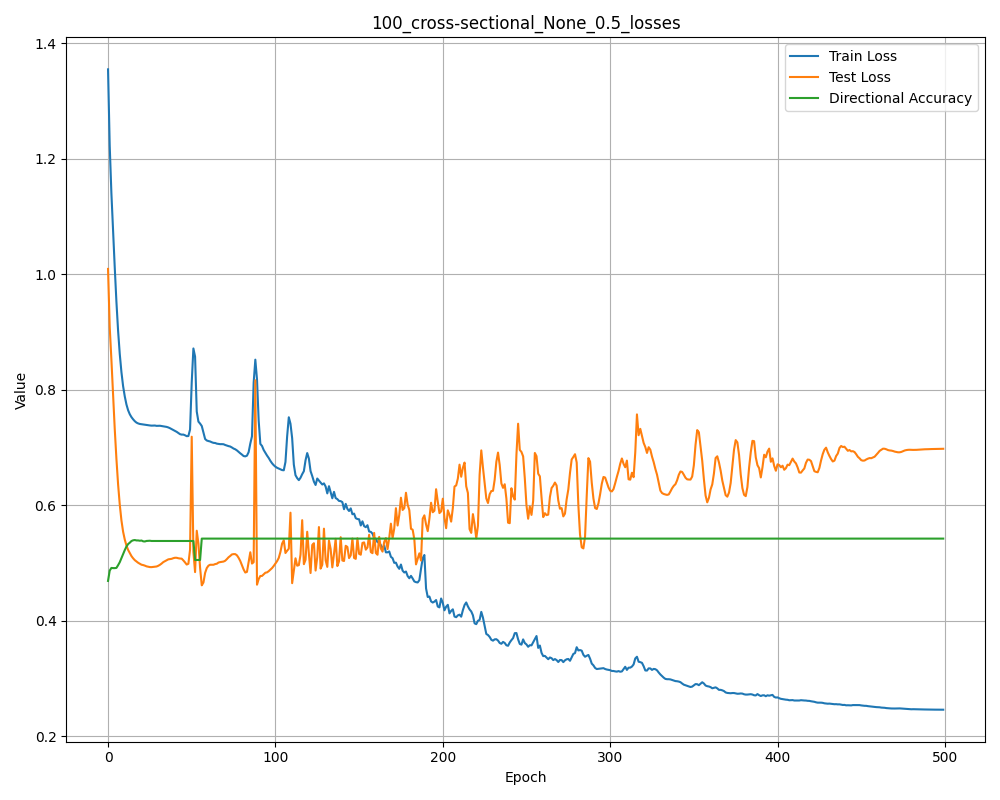 100_cross-sectional_None_0.5_losses
1.4
1.2
1.0
0.8
0.6
0.4
0.2
Value
Train Loss
Test Loss
Directional Accuracy
0
100
200
300
400
500
Epoch